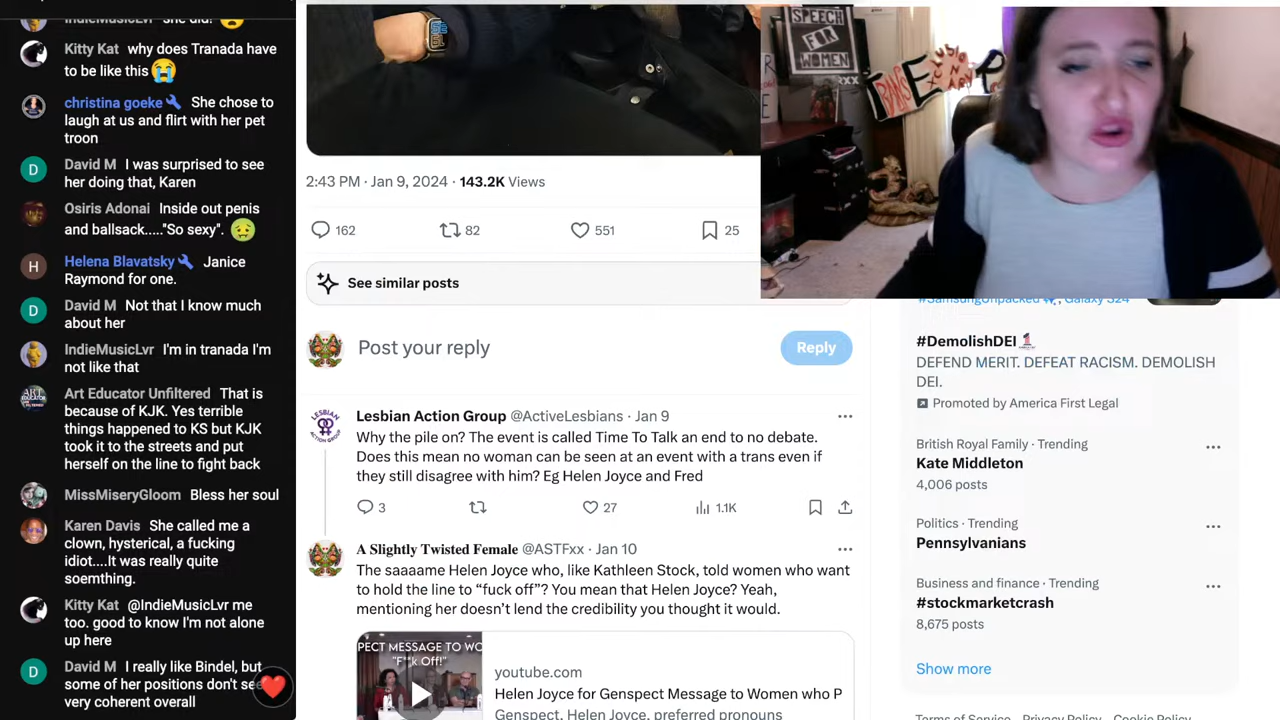 IndieMusicLvr she did!
Kitty Kat why does Tranada have
to be like this😭
christina goeke She chose to
laugh at us and flirt with her pet
troon
David M I was surprised to see
her doing that, Karen
Osiris Adonai Inside out penis
and ballsack....."So sexy". 🤢
Helena Blavatsky Janice
Raymond for one.
David M Not that I know much
about her
IndieMusicLvr I'm in tranada I'm
not like that
Art Educator Unfiltered That is
because of KJK. Yes terrible
things happened to KS but KJK
took it to the streets and put
herself on the line to fight back
MissMiseryGloom Bless her soul
Karen Davis She called me a
clown, hysterical, a fucking
idiot....It was really quite
soemthing.
Kitty Kat @IndieMusicLvr me
too. good to know I'm not alone
up here
David M I really like Bindel, but
some of her positions don't
very coherent overall
2:43 PM · Jan 9, 2024 · 143.2K Views
162 82 551 25
See similar posts
Post your reply
Reply
Lesbian Action Group @ActiveLesbians · Jan 9
Why the pile on? The event is called Time To Talk an end to no debate.
Does this mean no woman can be seen at an event with a trans even if
they still disagree with him? Eg Helen Joyce and Fred
3 27 1.1K
A Slightly Twisted Female @ASTFxx · Jan 10
The saaaame Helen Joyce who, like Kathleen Stock, told women who want
to hold the line to “fuck off”? You mean that Helen Joyce? Yeah,
mentioning her doesn’t lend the credibility you thought it would.
PECT MESSAGE TO WO
"F**k Off!"
youtube.com
Helen Joyce for Genspect Message to Women who P
Genspect, Helen Joyce, preferred pronouns
SPEECH
FOR
WOMEN
XXX
TRANS
#SamsungUnpacked Galaxy S24
#DemolishDEI
DEFEND MERIT. DEFEAT RACISM. DEMOLISH
DEI.
Promoted by America First Legal
British Royal Family · Trending
Kate Middleton
4,006 posts
Politics · Trending
Pennsylvanians
Business and finance · Trending
#stockmarketcrash
8,675 posts
Show more
Terms of Service Privacy Policy Cookie Policy
LESBIAN
ACTION GROUP
ART
EDUCATOR